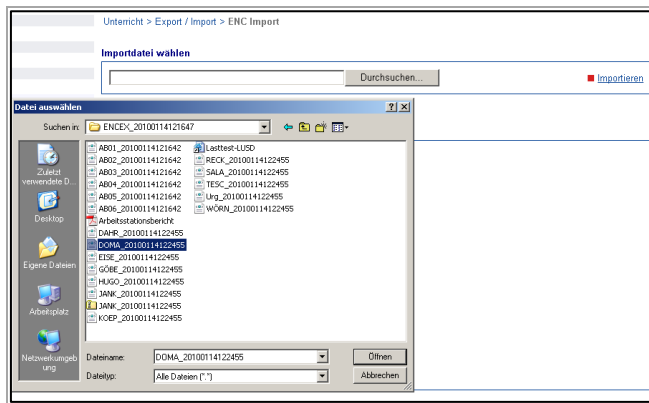 Unterricht > Export / Import > ENC Import
Importdatei wählen
Durchsuchen...
Importieren
Datei auswählen
Suchen in:
ENCEX_20100114121647
Zuletzt
verwendete D...
Desktop
Eigene Dateien
Arbeitsplatz
Netzwerkumgeb
ung
AB01_20100114121642
AB02_20100114121642
AB03_20100114121642
AB04_20100114121642
AB05_20100114121642
AB06_20100114121642
Arbeitsstationsbericht
DAHR_20100114122455
DOMA_20100114122455
EISE_20100114122455
GÖBE_20100114122455
HUGO_20100114122455
JANK_20100114122455
JANK_20100114122455
KOEP_20100114122455
Lasttest-LUSD
RECK_20100114122455
SALA_20100114122455
TESC_20100114122455
Urg_20100114122455
WÖRN_20100114122455
Dateiname:
DOMA_20100114122455
Öffnen
Dateityp:
Alle Dateien (*.*)
Abbrechen